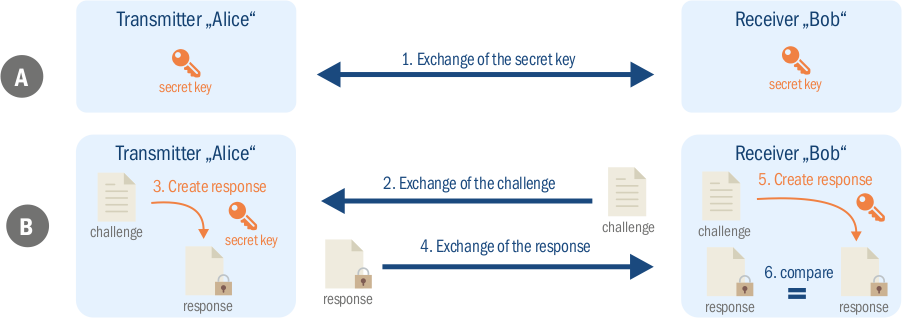 Transmitter „Alice“
Receiver „Bob“
A
secret key
1. Exchange of the secret key
secret key
Transmitter „Alice“
Receiver „Bob“
B
3. Create response
challenge
secret key
response
2. Exchange of the challenge
challenge
4. Exchange of the response
response
5. Create response
challenge
6. compare
=
response
response